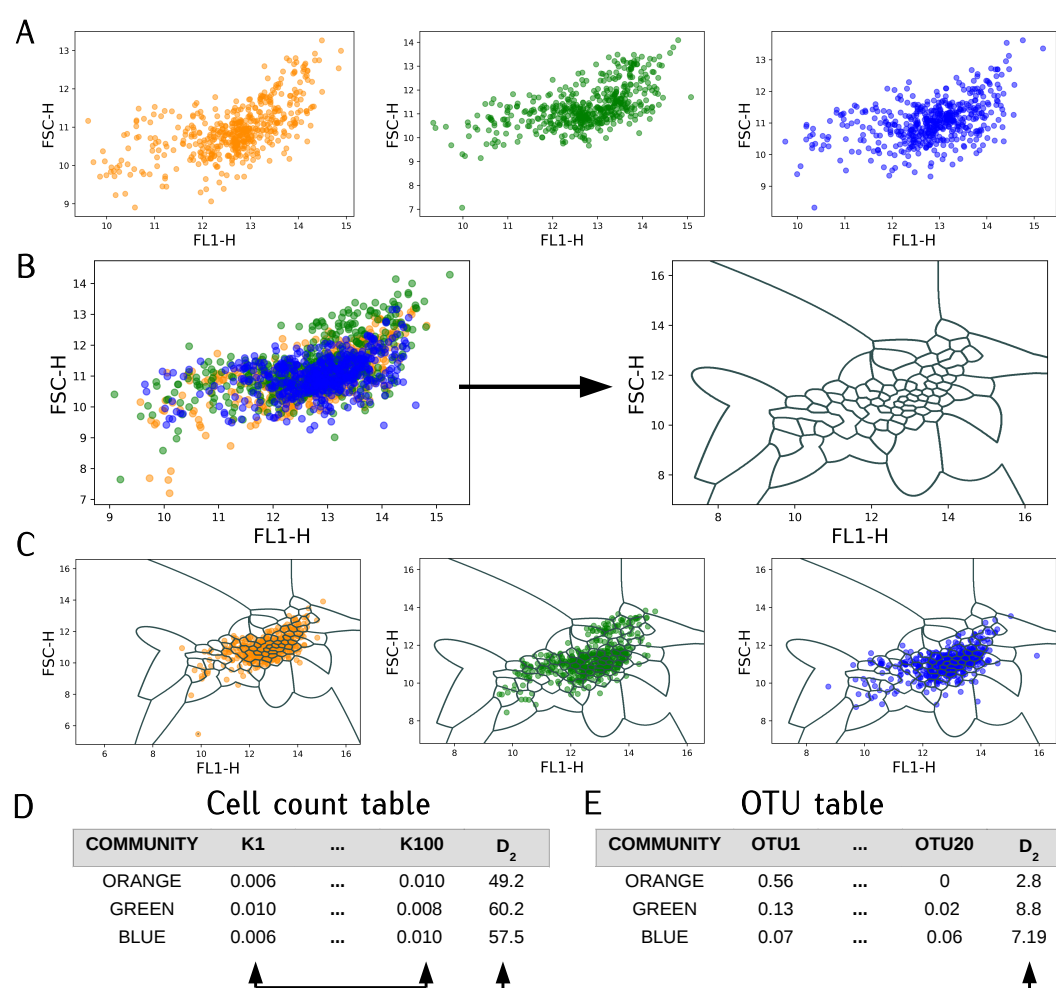 A
13
12
11
10
9
10 11 12 13 14 15
FSC-H
FL1-H
14
13
12
11
10
9
8
7
10 11 12 13 14 15
FSC-H
FL1-H
13
12
11
10
9
10 11 12 13 14 15
FSC-H
FL1-H
B
14
13
12
11
10
9
8
7
9 10 11 12 13 14 15
FSC-H
FL1-H
16
14
12
10
8
8 10 12 14 16
FSC-H
FL1-H
C
16
14
12
10
8
6
6 8 10 12 14 16
FSC-H
FL1-H
16
14
12
10
8
8 10 12 14 16
FSC-H
FL1-H
16
14
12
10
8
8 10 12 14 16
FSC-H
FL1-H
D Cell count table
COMMUNITY K1 ... K100 D2
ORANGE 0.006 ... 0.010 49.2
GREEN 0.010 ... 0.008 60.2
BLUE 0.006 ... 0.010 57.5
E OTU table
COMMUNITY OTU1 ... OTU20 D2
ORANGE 0.56 ... 0 2.8
GREEN 0.13 ... 0.02 8.8
BLUE 0.07 ... 0.06 7.19